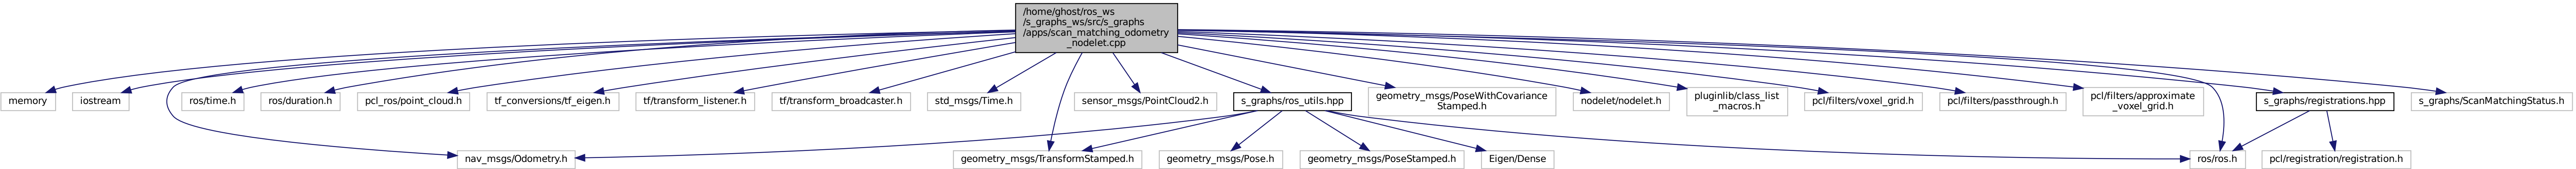 /home/ghost/ros_ws
/s_graphs_ws/src/s_graphs
/apps/scan_matching_odometry
_nodelet.cpp
memory
iostream
ros/time.h
ros/duration.h
pcl_ros/point_cloud.h
tf_conversions/tf_eigen.h
tf/transform_listener.h
tf/transform_broadcaster.h
std_msgs/Time.h
sensor_msgs/PointCloud2.h
s_graphs/ros_utils.hpp
geometry_msgs/PoseWithCovariance
Stamped.h
nodelet/nodelet.h
pluginlib/class_list
_macros.h
pcl/filters/voxel_grid.h
pcl/filters/passthrough.h
pcl/filters/approximate
_voxel_grid.h
s_graphs/registrations.hpp
s_graphs/ScanMatchingStatus.h
nav_msgs/Odometry.h
geometry_msgs/TransformStamped.h
geometry_msgs/Pose.h
geometry_msgs/PoseStamped.h
Eigen/Dense
ros/ros.h
pcl/registration/registration.h